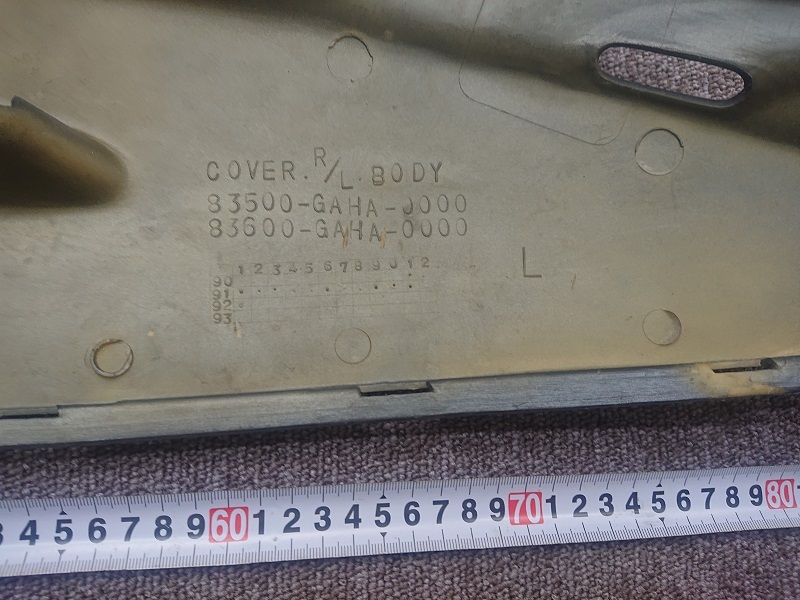 COVER. R/L. BODY
83500-GAHA-J000
83600-GAHA-0000
1 2 3 4 5 6 7 8 9 0 1 2
90
91
92
93
L
3 4 5 6 7 8 9 60 1 2 3 4 5 6 7 8 9 70 1 2 3 4 5 6 7 8 9 80